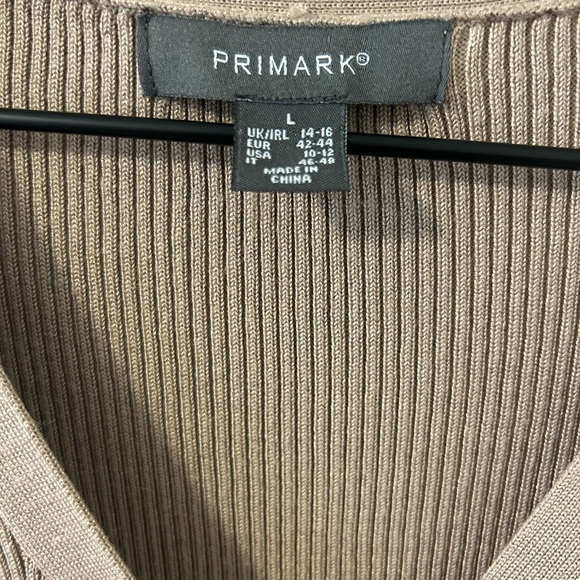 PRIMARK®
L
UK/IRL 14-16
EUR 42-44
USA 10-12
IT 46-48
MADE IN
CHINA